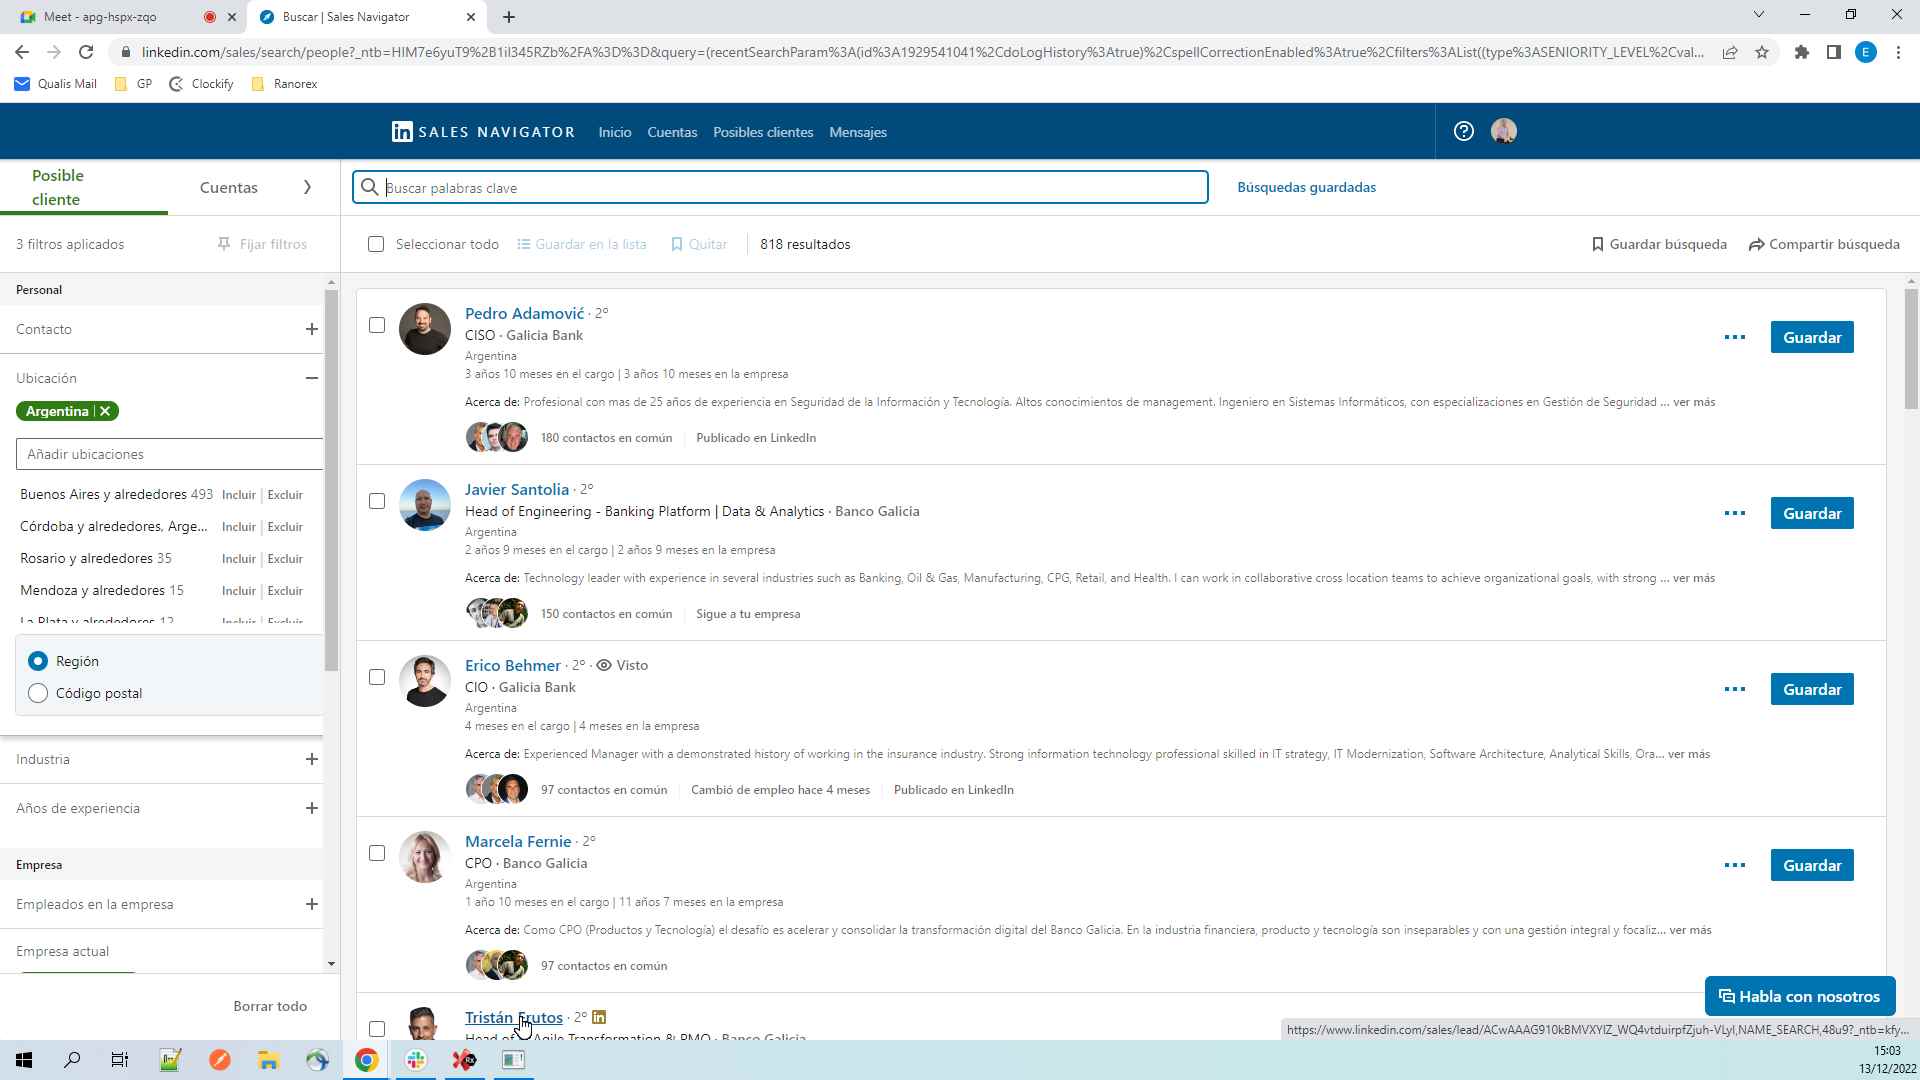 Meet - apg-hspx-zqo
Buscar | Sales Navigator
linkedin.com/sales/search/people?_ntb=HIM7e6yuT9%2B1il345RZb%2FA%3D%3D&query=(recentSearchParam%3A(id%3A1929541041%2CdoLogHistory%3Atrue)%2CspellCorrectionEnabled%3Atrue%2Cfilters%3AList((type%3ASENIORITY_LEVEL%2Cval...
E
Qualis Mail
GP
Clockify
Ranorex
in SALES NAVIGATOR
Inicio
Cuentas
Posibles clientes
Mensajes
Posible cliente
Cuentas
Buscar palabras clave
Búsquedas guardadas
3 filtros aplicados
Fijar filtros
Seleccionar todo
Guardar en la lista
Quitar
818 resultados
Guardar búsqueda
Compartir búsqueda
Personal
Contacto
Ubicación
Argentina
Añadir ubicaciones
Buenos Aires y alrededores 493 Incluir | Excluir
Córdoba y alrededores, Arge... Incluir | Excluir
Rosario y alrededores 35 Incluir | Excluir
Mendoza y alrededores 15 Incluir | Excluir
La Plata y alrededores 12 Incluir | Excluir
Región
Código postal
Industria
Años de experiencia
Empresa
Empleados en la empresa
Empresa actual
Borrar todo
Pedro Adamović · 2º
CISO · Galicia Bank
Argentina
3 años 10 meses en el cargo | 3 años 10 meses en la empresa
Acerca de: Profesional con mas de 25 años de experiencia en Seguridad de la Información y Tecnología. Altos conocimientos de management. Ingeniero en Sistemas Informáticos, con especializaciones en Gestión de Seguridad ... ver más
180 contactos en común
Publicado en LinkedIn
Guardar
Javier Santolia · 2º
Head of Engineering - Banking Platform | Data & Analytics · Banco Galicia
Argentina
2 años 9 meses en el cargo | 2 años 9 meses en la empresa
Acerca de: Technology leader with experience in several industries such as Banking, Oil & Gas, Manufacturing, CPG, Retail, and Health. I can work in collaborative cross location teams to achieve organizational goals, with strong ... ver más
150 contactos en común
Sigue a tu empresa
Guardar
Erico Behmer · 2º · Visto
CIO · Galicia Bank
Argentina
4 meses en el cargo | 4 meses en la empresa
Acerca de: Experienced Manager with a demonstrated history of working in the insurance industry. Strong information technology professional skilled in IT strategy, IT Modernization, Software Architecture, Analytical Skills, Ora... ver más
97 contactos en común
Cambió de empleo hace 4 meses
Publicado en LinkedIn
Guardar
Marcela Fernie · 2º
CPO · Banco Galicia
Argentina
1 año 10 meses en el cargo | 11 años 7 meses en la empresa
Acerca de: Como CPO (Productos y Tecnología) el desafío es acelerar y consolidar la transformación digital del Banco Galicia. En la industria financiera, producto y tecnología son inseparables y con una gestión integral y focaliz... ver más
97 contactos en común
Guardar
Tristán Frutos · 2º in
Head of Agile Transformation & PMO · Banco Galicia
Habla con nosotros
https://www.linkedin.com/sales/lead/ACwAAAG910kBMVXYlZ_WQ4vtduirpfZjuh-VLyI,NAME_SEARCH,48u9?_ntb=kfy...
15:03
13/12/2022